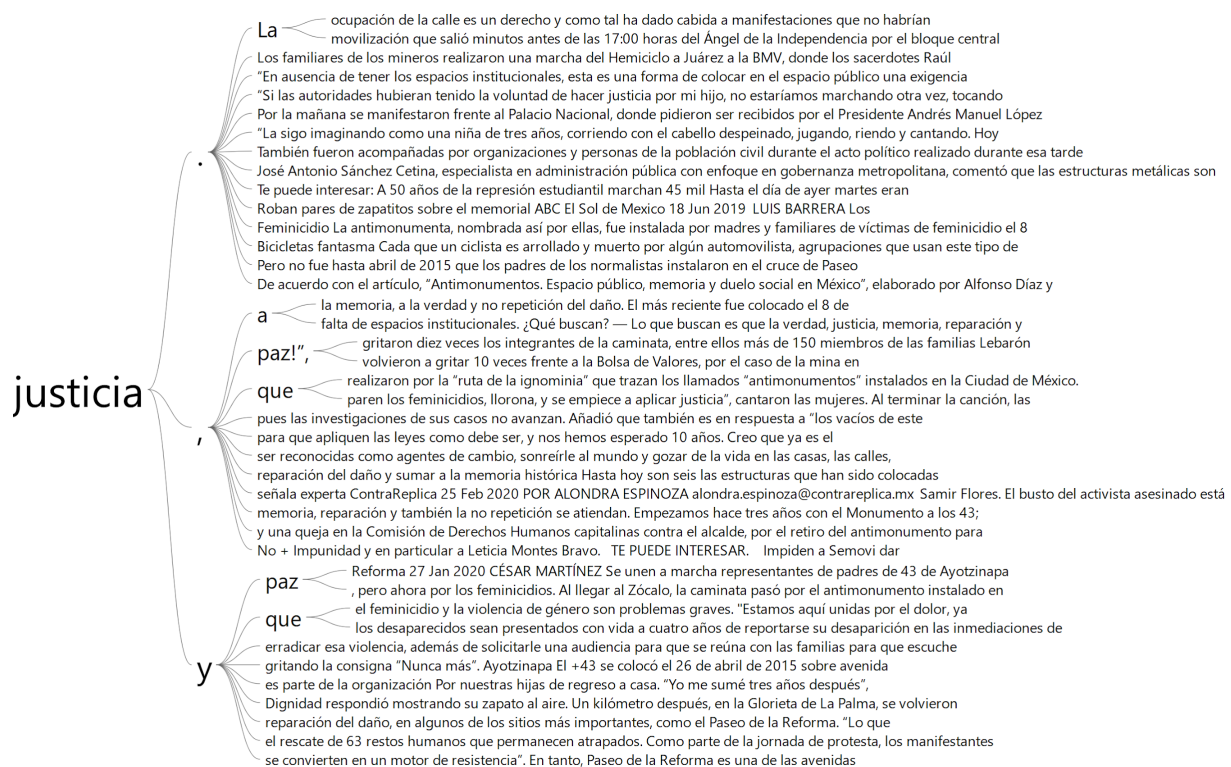 justicia
.
La
ocupación de la calle es un derecho y como tal ha dado cabida a manifestaciones que no habrían
movilización que salió minutos antes de las 17:00 horas del Ángel de la Independencia por el bloque central
Los familiares de los mineros realizaron una marcha del Hemiciclo a Juárez a la BMV, donde los sacerdotes Raúl
“En ausencia de tener los espacios institucionales, esta es una forma de colocar en el espacio público una exigencia
“Si las autoridades hubieran tenido la voluntad de hacer justicia por mi hijo, no estaríamos marchando otra vez, tocando
Por la mañana se manifestaron frente al Palacio Nacional, donde pidieron ser recibidos por el Presidente Andrés Manuel López
“La sigo imaginando como una niña de tres años, corriendo con el cabello despeinado, jugando, riendo y cantando. Hoy
También fueron acompañadas por organizaciones y personas de la población civil durante el acto político realizado durante esa tarde
José Antonio Sánchez Cetina, especialista en administración pública con enfoque en gobernanza metropolitana, comentó que las estructuras metálicas son
Te puede interesar: A 50 años de la represión estudiantil marchan 45 mil Hasta el día de ayer martes eran
Roban pares de zapatitos sobre el memorial ABC El Sol de Mexico 18 Jun 2019 LUIS BARRERA Los
Feminicidio La antimonumenta, nombrada así por ellas, fue instalada por madres y familiares de víctimas de feminicidio el 8
Bicicletas fantasma Cada que un ciclista es arrollado y muerto por algún automovilista, agrupaciones que usan este tipo de
Pero no fue hasta abril de 2015 que los padres de los normalistas instalaron en el cruce de Paseo
De acuerdo con el artículo, “Antimonumentos. Espacio público, memoria y duelo social en México”, elaborado por Alfonso Díaz y
,
a
la memoria, a la verdad y no repetición del daño. El más reciente fue colocado el 8 de
falta de espacios institucionales. ¿Qué buscan? — Lo que buscan es que la verdad, justicia, memoria, reparación y
paz!”,
gritaron diez veces los integrantes de la caminata, entre ellos más de 150 miembros de las familias Lebarón
volvieron a gritar 10 veces frente a la Bolsa de Valores, por el caso de la mina en
que
realizaron por la “ruta de la ignominia” que trazan los llamados “antimonumentos” instalados en la Ciudad de México.
paren los feminicidios, llorona, y se empiece a aplicar justicia”, cantaron las mujeres. Al terminar la canción, las
pues las investigaciones de sus casos no avanzan. Añadió que también es en respuesta a “los vacíos de este
para que apliquen las leyes como debe ser, y nos hemos esperado 10 años. Creo que ya es el
ser reconocidas como agentes de cambio, sonreírle al mundo y gozar de la vida en las casas, las calles,
reparación del daño y sumar a la memoria histórica Hasta hoy son seis las estructuras que han sido colocadas
señala experta ContraReplica 25 Feb 2020 POR ALONDRA ESPINOZA alondra.espinoza@contrareplica.mx Samir Flores. El busto del activista asesinado está
memoria, reparación y también la no repetición se atiendan. Empezamos hace tres años con el Monumento a los 43;
y una queja en la Comisión de Derechos Humanos capitalinas contra el alcalde, por el retiro del antimonumento para
No + Impunidad y en particular a Leticia Montes Bravo. TE PUEDE INTERESAR. Impiden a Semovi dar
y
paz
Reforma 27 Jan 2020 CÉSAR MARTÍNEZ Se unen a marcha representantes de padres de 43 de Ayotzinapa
, pero ahora por los feminicidios. Al llegar al Zócalo, la caminata pasó por el antimonumento instalado en
que
el feminicidio y la violencia de género son problemas graves. "Estamos aquí unidas por el dolor, ya
los desaparecidos sean presentados con vida a cuatro años de reportarse su desaparición en las inmediaciones de
erradicar esa violencia, además de solicitarle una audiencia para que se reúna con las familias para que escuche
gritando la consigna “Nunca más”. Ayotzinapa El +43 se colocó el 26 de abril de 2015 sobre avenida
es parte de la organización Por nuestras hijas de regreso a casa. “Yo me sumé tres años después”,
Dignidad respondió mostrando su zapato al aire. Un kilómetro después, en la Glorieta de La Palma, se volvieron
reparación del daño, en algunos de los sitios más importantes, como el Paseo de la Reforma. “Lo que
el rescate de 63 restos humanos que permanecen atrapados. Como parte de la jornada de protesta, los manifestantes
se convierten en un motor de resistencia”. En tanto, Paseo de la Reforma es una de las avenidas